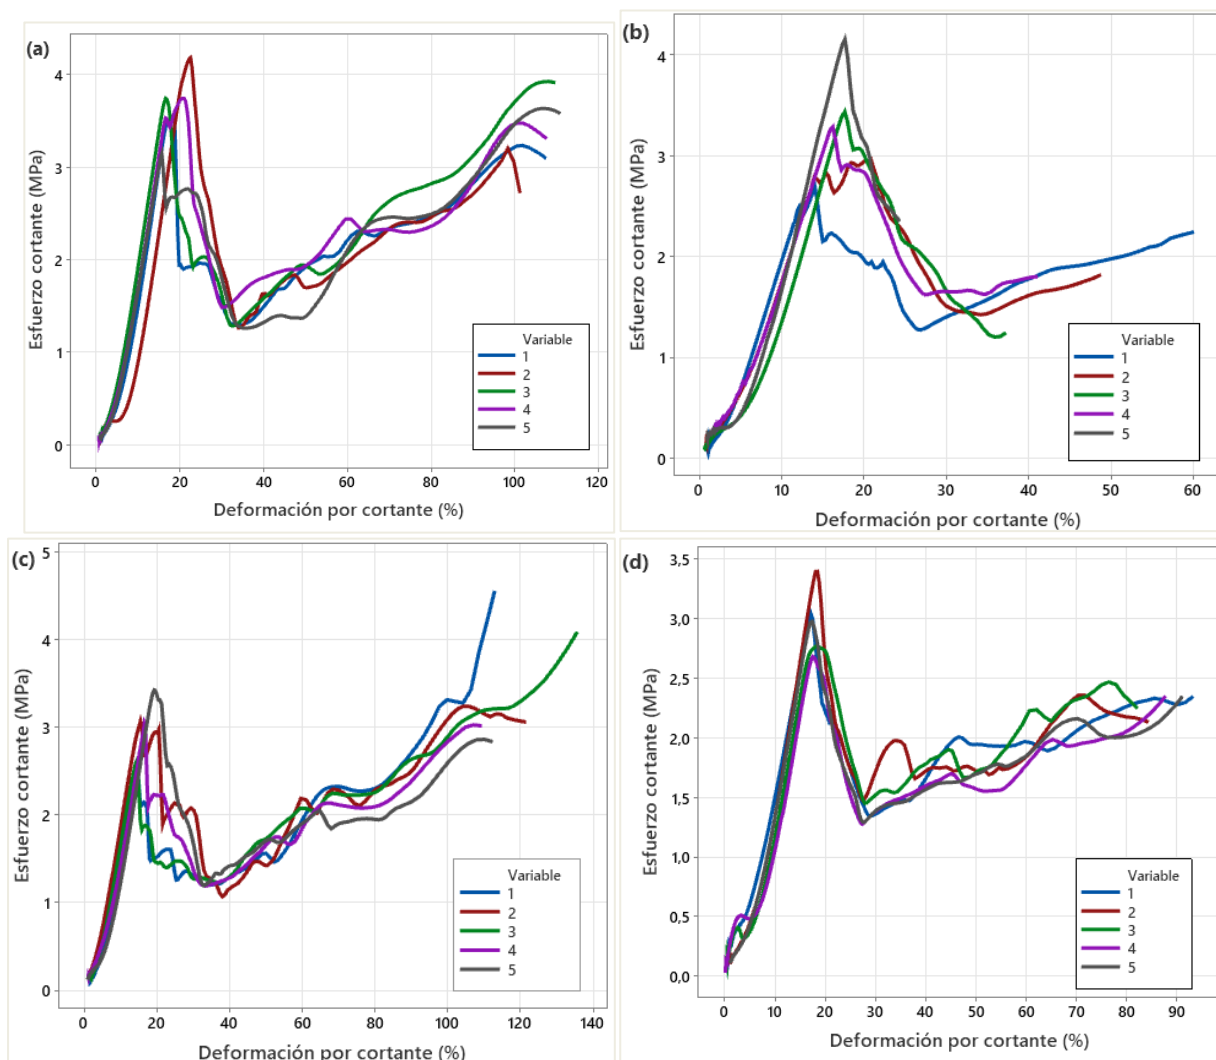 (a)
Esfuerzo cortante (MPa)
4
3
2
1
0
Variable
1
2
3
4
5
0 20 40 60 80 100 120
Deformación por cortante (%)
(b)
Esfuerzo cortante (MPa)
4
3
2
1
0
Variable
1
2
3
4
5
0 10 20 30 40 50 60
Deformación por cortante (%)
(c)
Esfuerzo cortante (MPa)
5
4
3
2
1
0
Variable
1
2
3
4
5
0 20 40 60 80 100 120 140
Deformación por cortante (%)
(d)
Esfuerzo cortante (MPa)
3,5
3,0
2,5
2,0
1,5
1,0
0,5
0,0
Variable
1
2
3
4
5
0 10 20 30 40 50 60 70 80 90
Deformación por cortante (%)